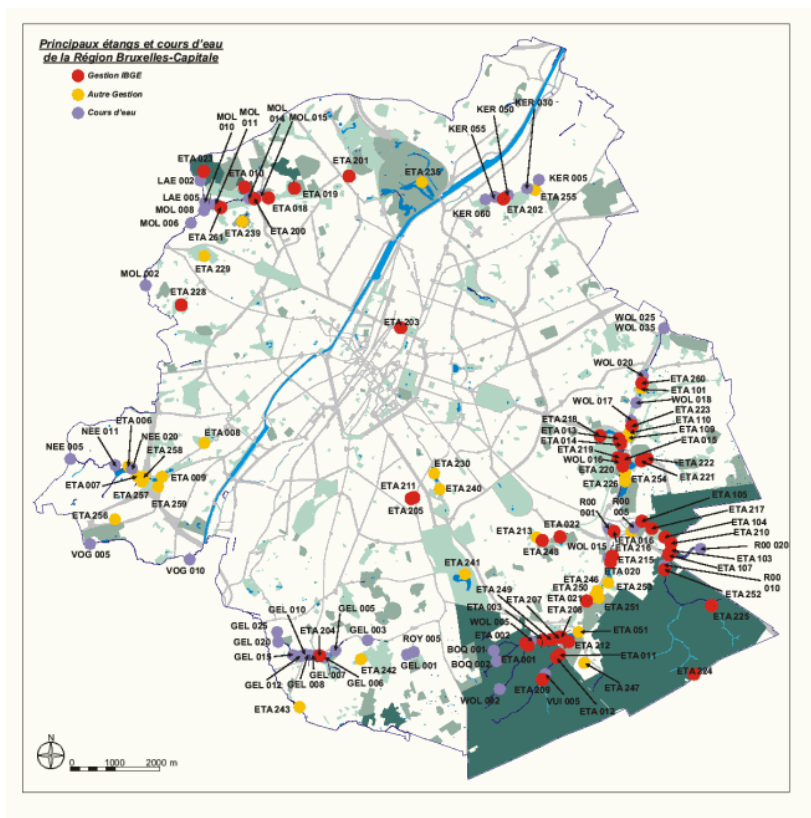 Principaux étangs et cours d'eau
de la Région Bruxelles-Capitale
Gestion IBGE
Autre Gestion
Cours d'eau
MOL 010
MOL 011
MOL 014
MOL 015
KER 050
KER 030
KER 055
ETA 023
ETA 010
ETA 201
ETA 235
LAE 002
KER 005
LAE 005
ETA 019
MOL 008
ETA 018
ETA 255
MOL 006
ETA 261
ETA 200
KER 060
ETA 202
ETA 239
ETA 229
MOL 002
ETA 228
ETA 203
WOL 025
WOL 035
WOL 020
ETA 260
ETA 101
WOL 018
WOL 017
ETA 223
ETA 218
ETA 110
ETA 013
ETA 109
ETA 014
ETA 015
ETA 219
WOL 016
ETA 222
ETA 220
ETA 221
ETA 226
ETA 254
ETA 006
NEE 011
NEE 020
ETA 008
NEE 005
ETA 258
ETA 007
ETA 009
ETA 257
ETA 259
ETA 256
VOG 005
VOG 010
ETA 230
ETA 211
ETA 240
ETA 205
R00 001
R00 005
ETA 105
ETA 217
ETA 213
ETA 022
ETA 104
ETA 210
ETA 248
WOL 015
ETA 016
R00 020
ETA 216
ETA 103
ETA 215
ETA 107
ETA 020
R00 010
ETA 241
ETA 246
ETA 252
ETA 249
ETA 250
ETA 253
ETA 207
ETA 021
ETA 251
ETA 225
ETA 003
ETA 208
WOL 005
ETA 002
ETA 051
BOQ 001
ETA 212
BOQ 002
ETA 001
ETA 011
ETA 224
ETA 209
ETA 247
WOL 002
VUI 005
ETA 012
GEL 010
GEL 005
GEL 025
ETA 204
GEL 003
GEL 020
ROY 005
GEL 015
GEL 007
GEL 001
GEL 012
GEL 008
GEL 006
ETA 242
ETA 243
N
0 1000 2000 m